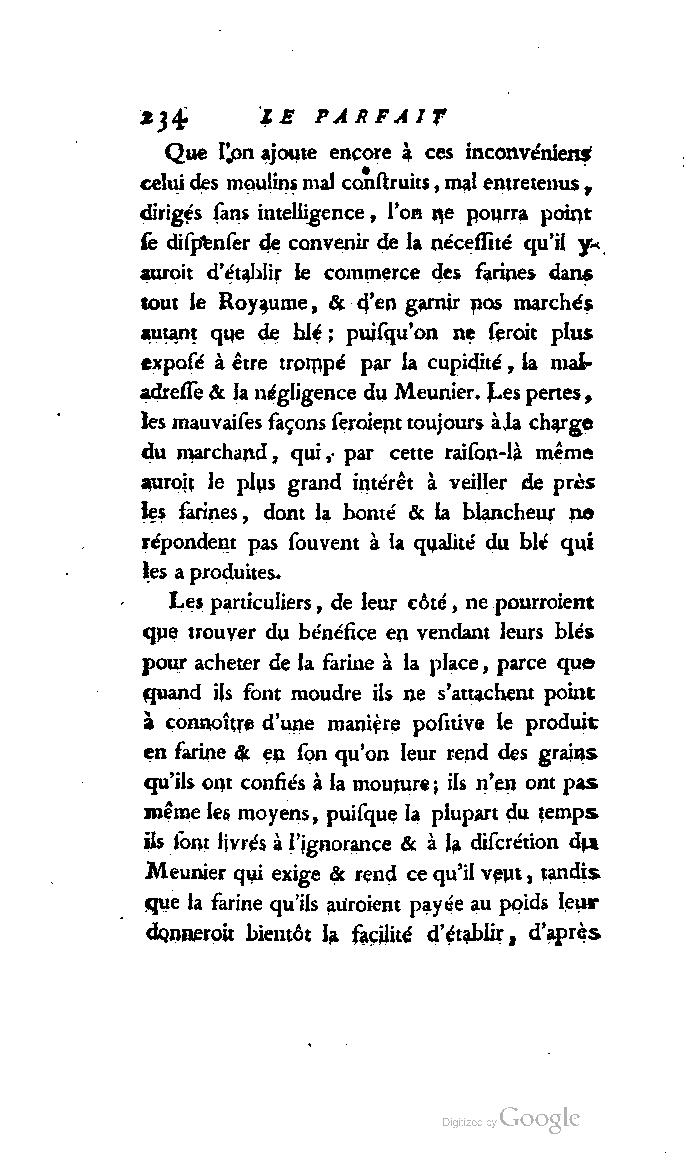 234 LE PARFAIT
Que l'on ajoute encore à ces inconvéniens
celui des moulins mal conſtruits, mal entretenus,
dirigés ſans intelligence, l'on ne pourra point
ſe diſpenſer de convenir de la néceſſité qu'il y
auroit d'établir le commerce des farines dans
tout le Royaume, & d'en garnir nos marchés
autant que de blé; puiſqu'on ne ſeroit plus
expoſé à être trompé par la cupidité, la mal-
adreſſe & la négligence du Meunier. Les pertes,
les mauvaiſes façons ſeroient toujours à la charge
du marchand, qui, par cette raiſon-là même
auroit le plus grand intérêt à veiller de près
les farines, dont la bonté & la blancheur ne
répondent pas ſouvent à la qualité du blé qui
les a produites.
Les particuliers, de leur côté, ne pourroient
que trouver du bénéfice en vendant leurs blés
pour acheter de la farine à la place, parce que
quand ils font moudre ils ne s'attachent point
à connoître d'une manière poſitive le produit
en farine & en ſon qu'on leur rend des grains
qu'ils ont confiés à la mouture; ils n'en ont pas
même les moyens, puiſque la plupart du temps
ils ſont livrés à l'ignorance & à la diſcrétion du
Meunier qui exige & rend ce qu'il veut, tandis
que la farine qu'ils auroient payée au poids leur
donneroit bientôt la facilité d'établir, d'après
Digitized by Google